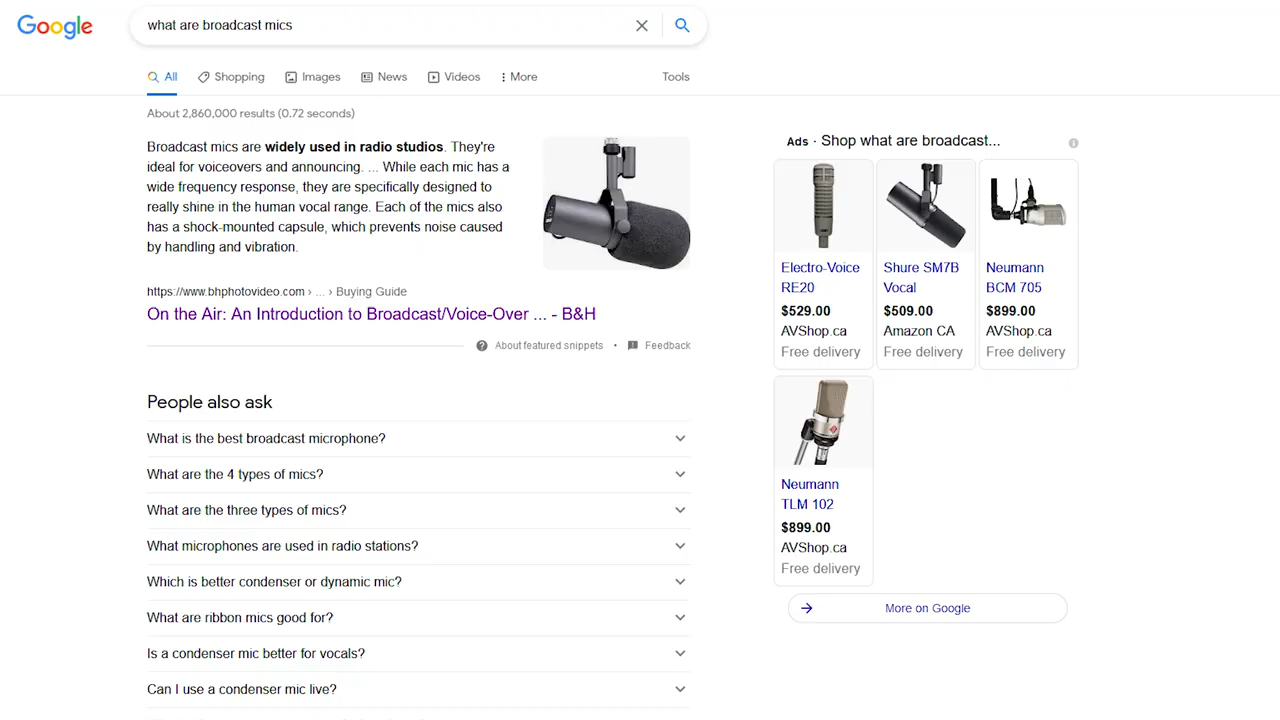 Google
what are broadcast mics
All
Shopping
Images
News
Videos
More
Tools
About 2,860,000 results (0.72 seconds)
Broadcast mics are widely used in radio studios. They're
ideal for voiceovers and announcing. ... While each mic has a
wide frequency response, they are specifically designed to
really shine in the human vocal range. Each of the mics also
has a shock-mounted capsule, which prevents noise caused
by handling and vibration.
https://www.bhphotovideo.com › ... › Buying Guide
On the Air: An Introduction to Broadcast/Voice-Over ... - B&H
About featured snippets • Feedback
People also ask
What is the best broadcast microphone?
What are the 4 types of mics?
What are the three types of mics?
What microphones are used in radio stations?
Which is better condenser or dynamic mic?
What are ribbon mics good for?
Is a condenser mic better for vocals?
Can I use a condenser mic live?
Ads · Shop what are broadcast...
Electro-Voice
RE20
$529.00
AVShop.ca
Free delivery
Shure SM7B
Vocal
$509.00
Amazon CA
Free delivery
Neumann
BCM 705
$899.00
AVShop.ca
Free delivery
Neumann
TLM 102
$899.00
AVShop.ca
Free delivery
More on Google